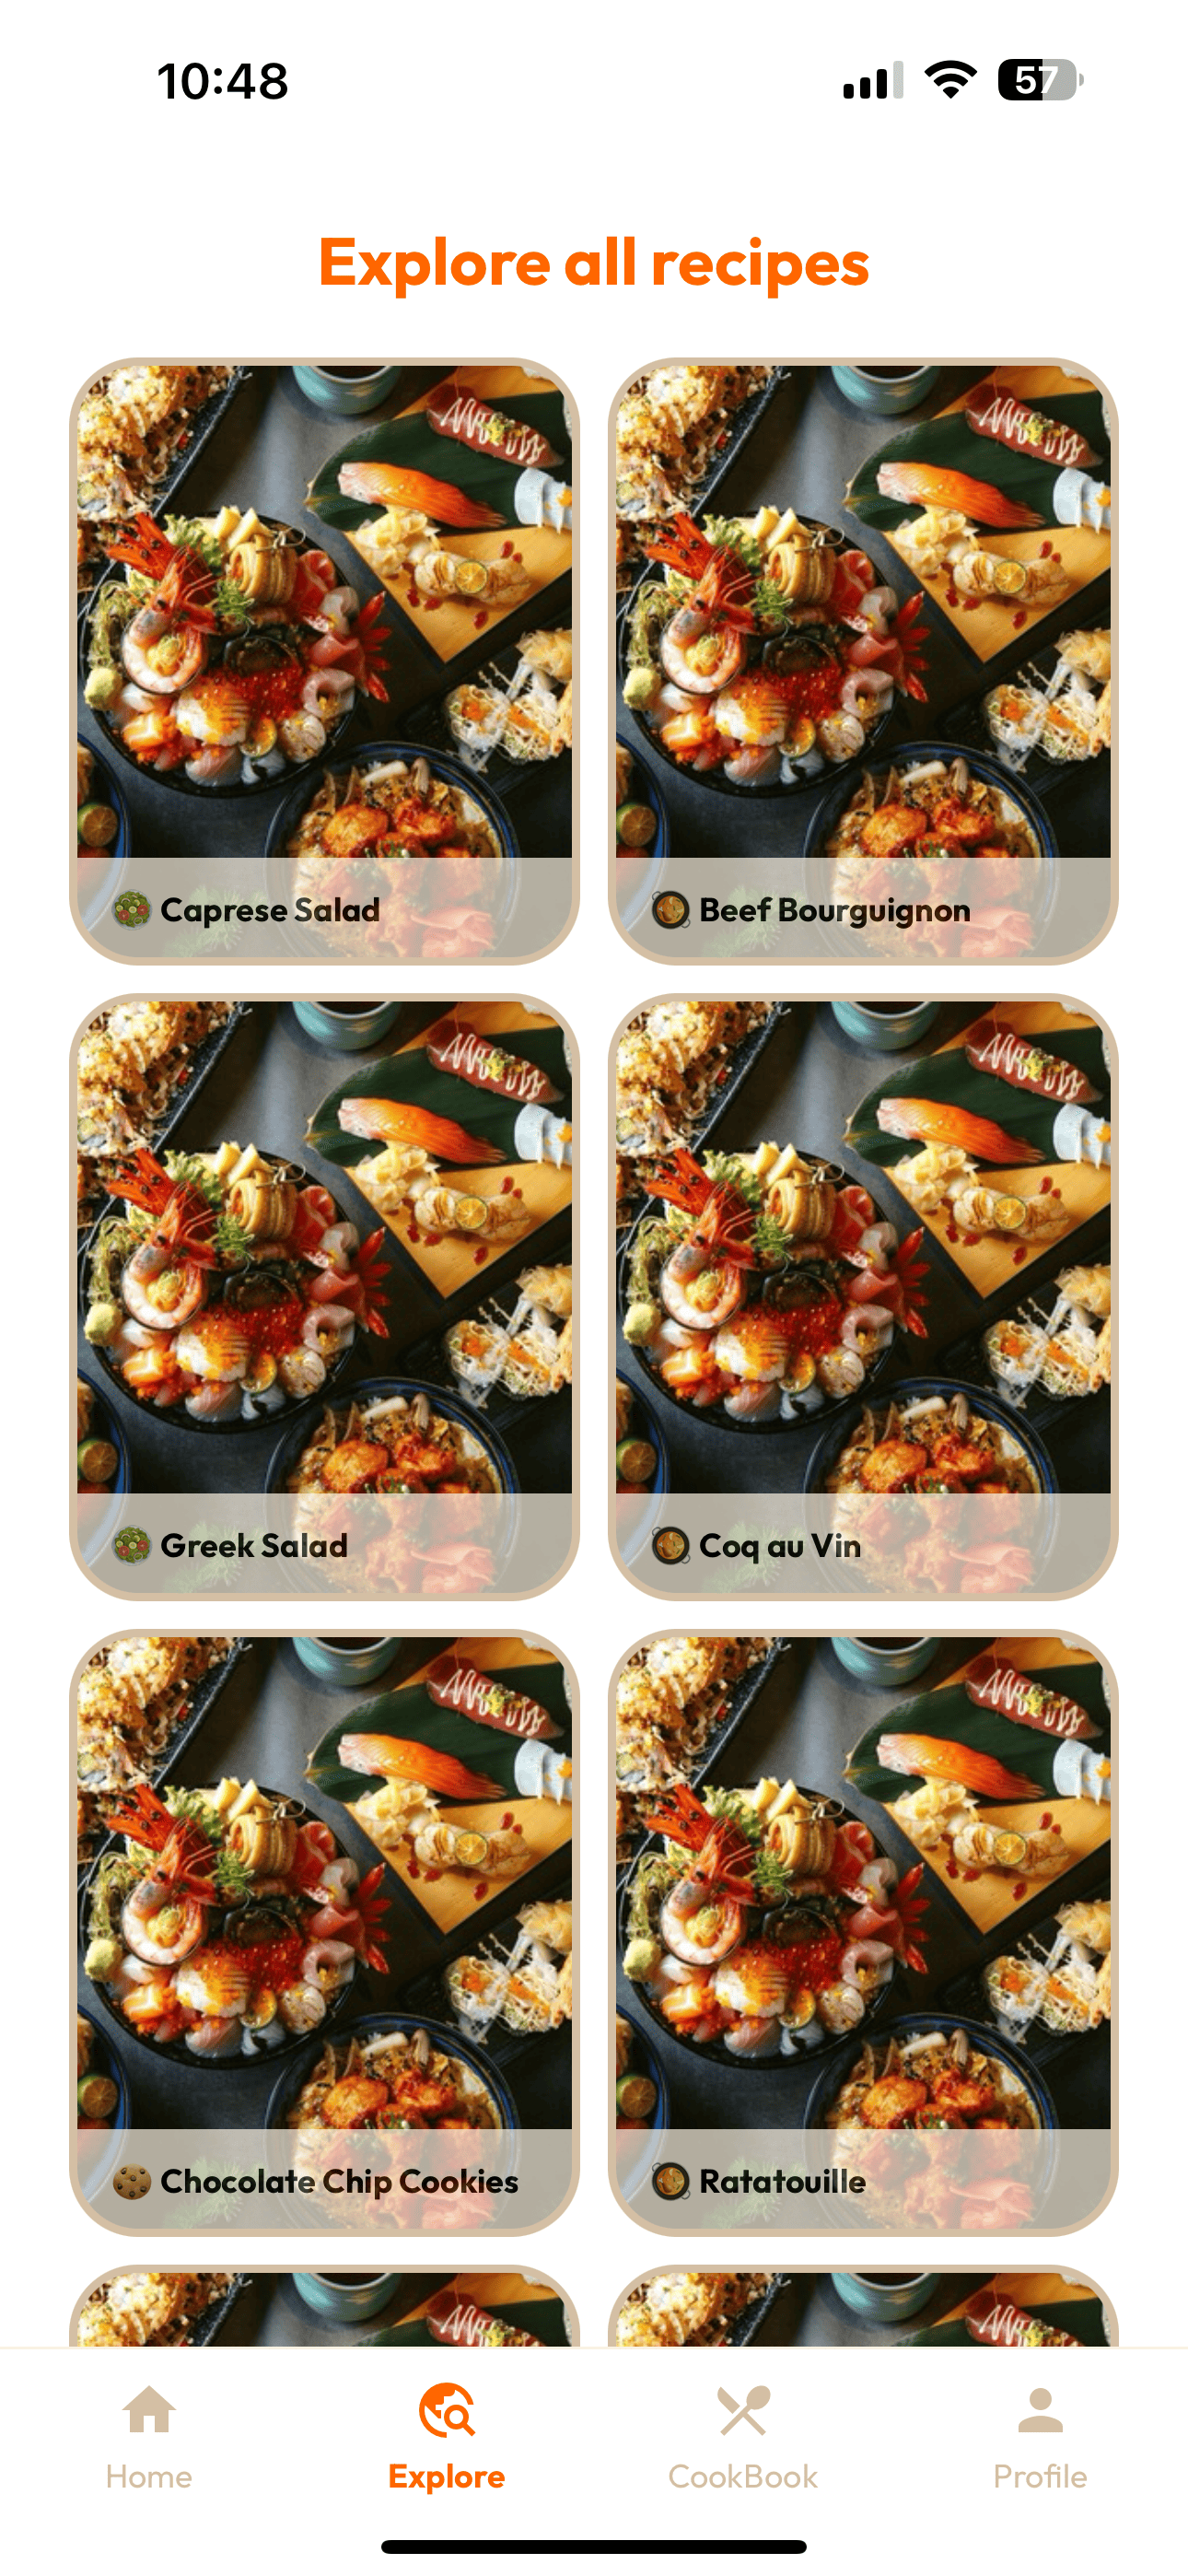 10:48
57
Explore all recipes
🥗 Caprese Salad
🥘 Beef Bourguignon
🥗 Greek Salad
🥘 Coq au Vin
🍪 Chocolate Chip Cookies
🥘 Ratatouille
Home
Explore
CookBook
Profile